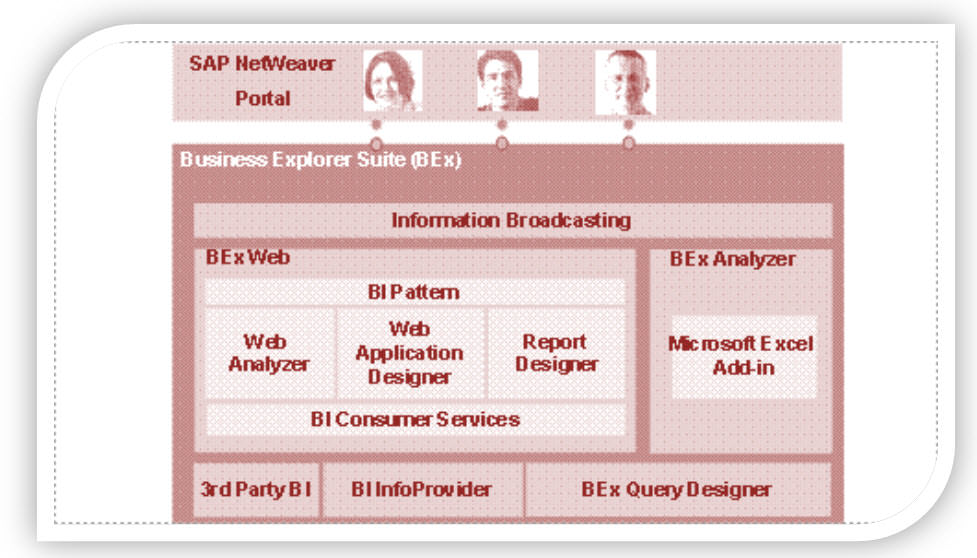 SAP NetWeaver
Portal
Business Explorer Suite (BEx)
Information Broadcasting
BEx Web
BEx Analyzer
BI Pattern
Web
Analyzer
Web
Application
Designer
Report
Designer
Microsoft Excel
Add-in
BI Consumer Services
3rd Party BI
BI InfoProvider
BEx Query Designer